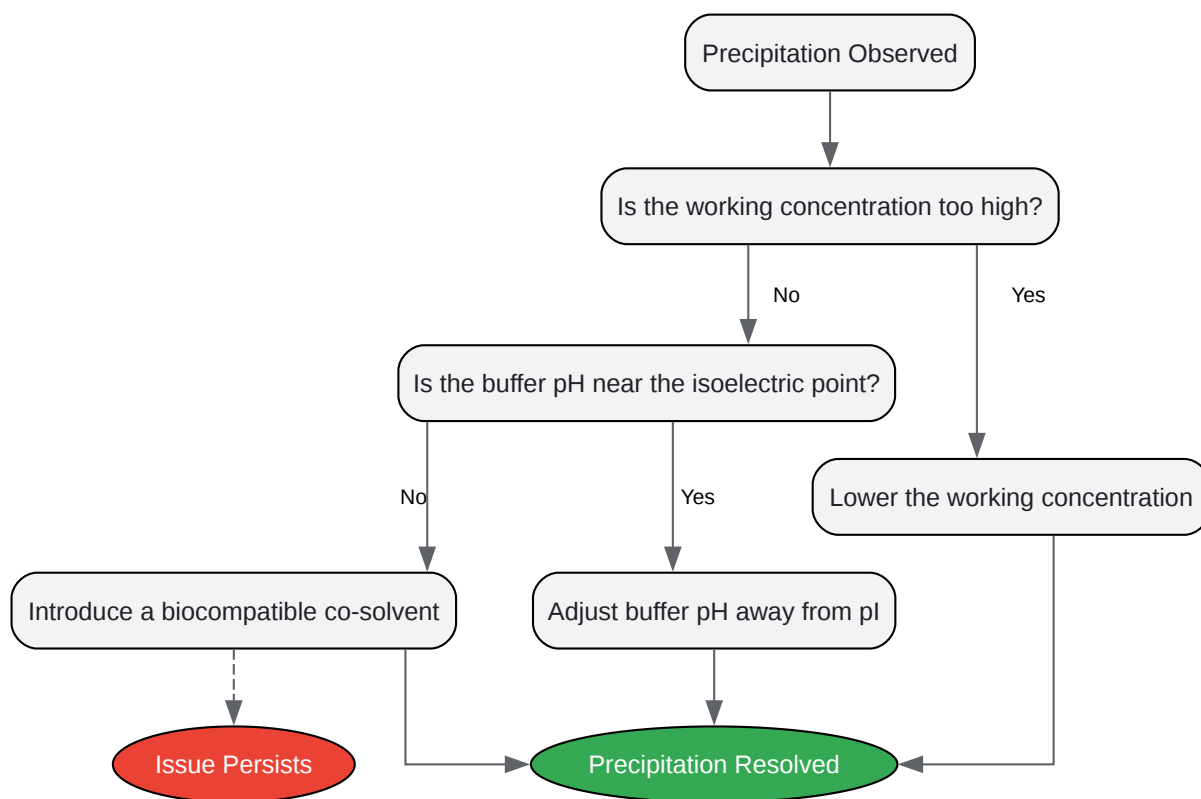 Precipitation Observed
Is the working concentration too high?
No
Yes
Is the buffer pH near the isoelectric point?
No
Yes
Lower the working concentration
Introduce a biocompatible co-solvent
Adjust buffer pH away from pI
Issue Persists
Precipitation Resolved